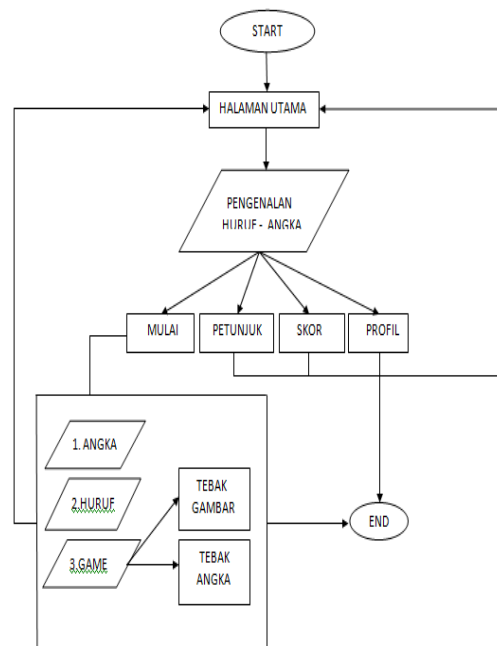 START
HALAMAN UTAMA
PENGENALAN
HURUF - ANGKA
MULAI
PETUNJUK
SKOR
PROFIL
1. ANGKA
2.HURUF
3.GAME
TEBAK
GAMBAR
TEBAK
ANGKA
END